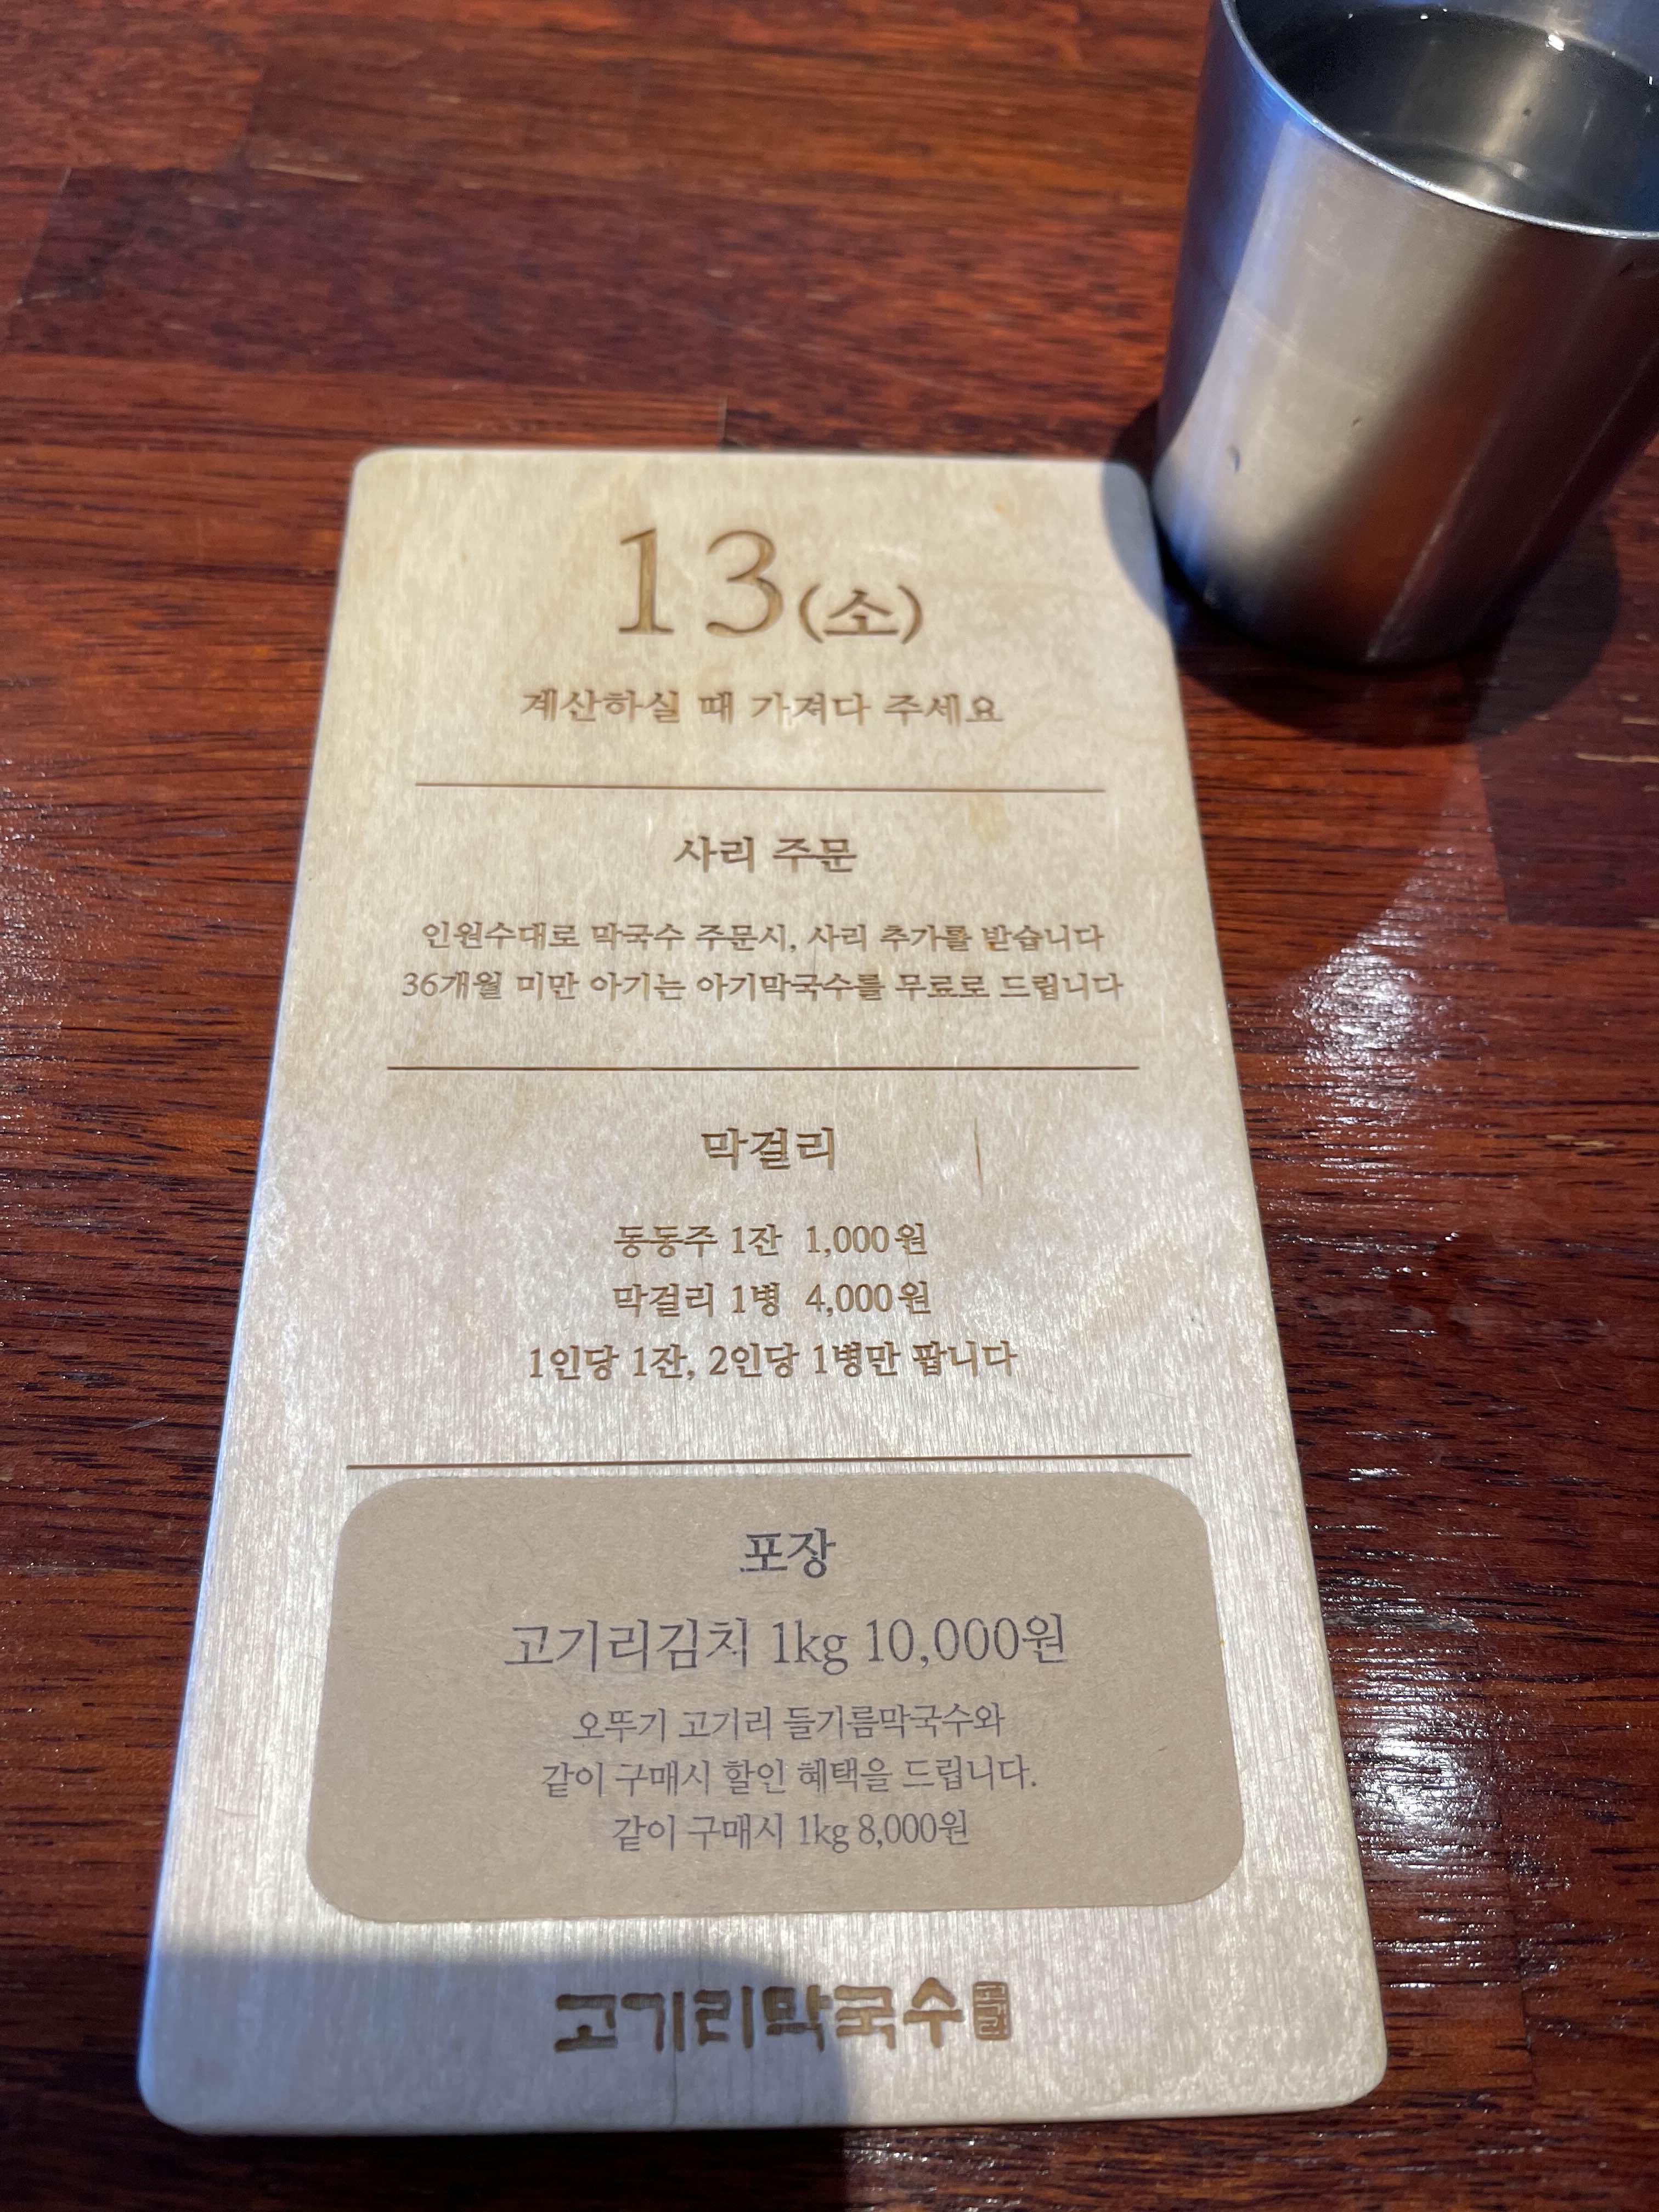 13(소)
계산하실 때 가져다 주세요
사리 주문
인원수대로 막국수 주문시, 사리 추가를 받습니다
36개월 미만 아기는 아기막국수를 무료로 드립니다
막걸리
동동주 1잔 1,000원
막걸리 1병 4,000원
1인당 1잔, 2인당 1병만 팝니다
포장
고기리김치 1kg 10,000원
오뚜기 고기리 들기름막국수와
같이 구매시 할인 혜택을 드립니다.
같이 구매시 1kg 8,000원
고기리막국수 고기리